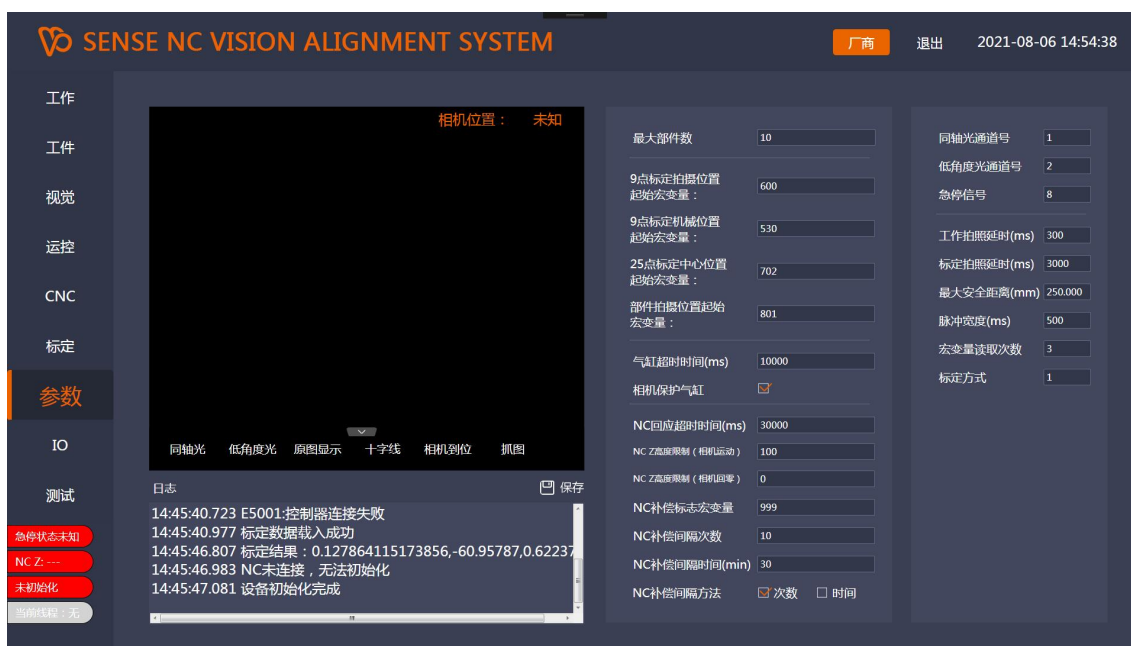 SENSE NC VISION ALIGNMENT SYSTEM
厂商
退出
2021-08-06 14:54:38
工作
工件
视觉
运控
CNC
标定
参数
IO
测试
急停状态未知
NC Z: ---
未初始化
当前线程：无
相机位置： 未知
同轴光 低角度光 原图显示 十字线 相机到位 抓图
日志
保存
14:45:40.723 E5001:控制器连接失败
14:45:40.977 标定数据载入成功
14:45:46.807 标定结果：0.127864115173856,-60.95787,0.62237
14:45:46.983 NC未连接，无法初始化
14:45:47.081 设备初始化完成
最大部件数 10
9点标定拍摄位置
起始宏变量： 600
9点标定机械位置
起始宏变量： 530
25点标定中心位置
起始宏变量： 702
部件拍摄位置起始
宏变量： 801
气缸超时时间(ms) 10000
相机保护气缸
NC回应超时时间(ms) 30000
NC Z高度限制（相机运动） 100
NC Z高度限制（相机回零） 0
NC补偿标志宏变量 999
NC补偿间隔次数 10
NC补偿间隔时间(min) 30
NC补偿间隔方法 次数 时间
同轴光通道号 1
低角度光通道号 2
急停信号 8
工作拍照延时(ms) 300
标定拍照延时(ms) 3000
最大安全距离(mm) 250.000
脉冲宽度(ms) 500
宏变量读取次数 3
标定方式 1